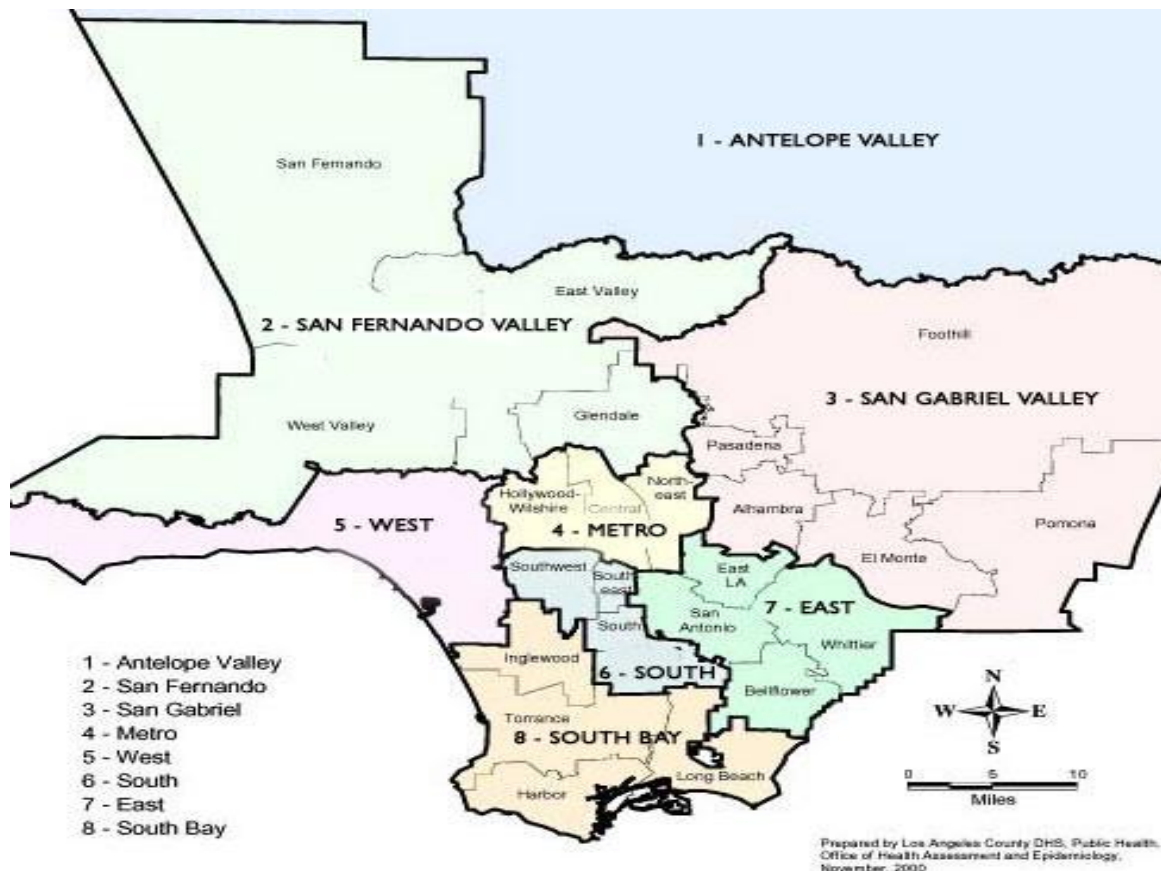 1 - ANTELOPE VALLEY
San Fernando
East Valley
2 - SAN FERNANDO VALLEY
Foothill
3 - SAN GABRIEL VALLEY
Glendale
West Valley
Pasadena
Hollywood-
Wilshire
Central
North-
east
Alhambra
Pomona
5 - WEST
4 - METRO
El Monte
Southwest
South-
east
East
LA
San
Antonio
7 - EAST
South
Whittier
Inglewood
6 - SOUTH
Bellflower
Torrance
8 - SOUTH BAY
Long Beach
Harbor
1 - Antelope Valley
2 - San Fernando
3 - San Gabriel
4 - Metro
5 - West
6 - South
7 - East
8 - South Bay
N
W E
S
0 5 10
Miles
Prepared by Los Angeles County DHS, Public Health,
Office of Health Assessment and Epidemiology,
November, 2000